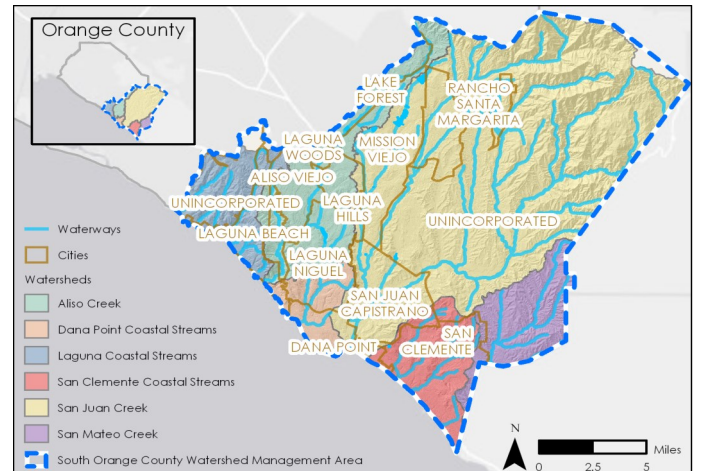 Orange County
LAKE
FOREST
RANCHO
SANTA
MARGARITA
LAGUNA
WOODS
MISSION
VIEJO
ALISO VIEJO
UNINCORPORATED
LAGUNA
HILLS
UNINCORPORATED
LAGUNA BEACH
LAGUNA
NIGUEL
SAN JUAN
CAPISTRANO
DANA POINT
SAN
CLEMENTE
Waterways
Cities
Watersheds
Aliso Creek
Dana Point Coastal Streams
Laguna Coastal Streams
San Clemente Coastal Streams
San Juan Creek
San Mateo Creek
South Orange County Watershed Management Area
N
Miles
0 2.5 5